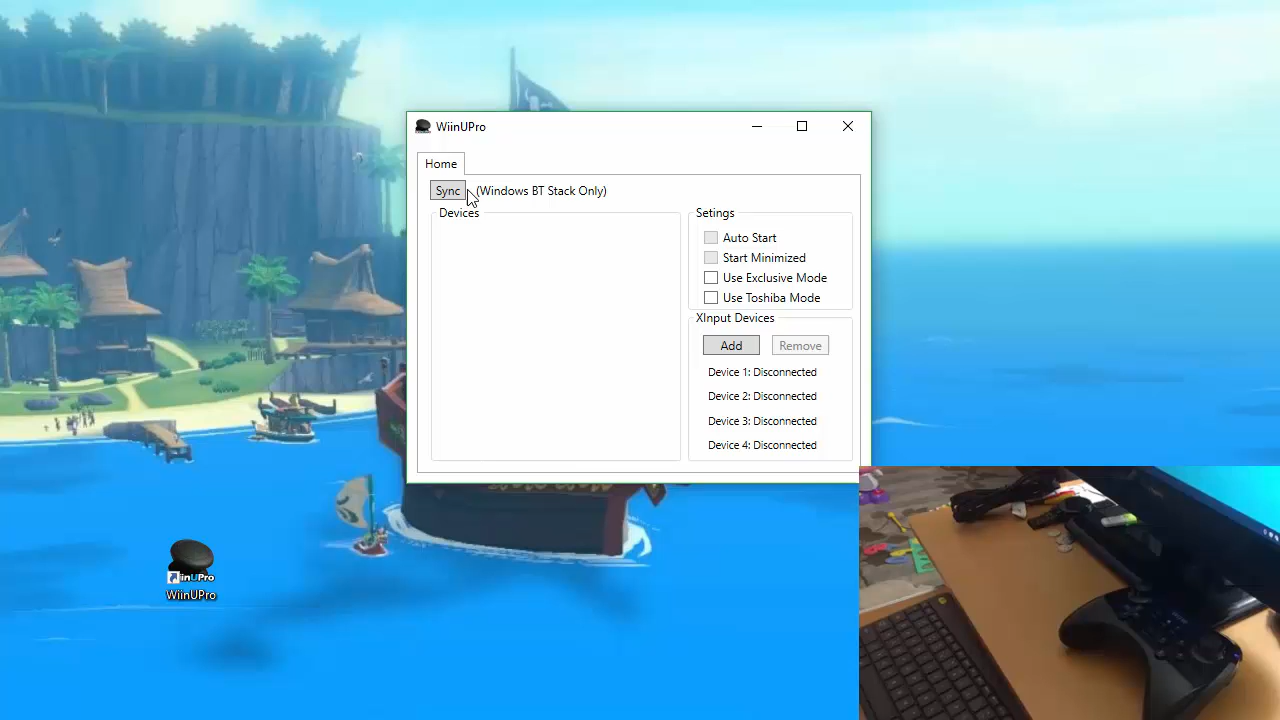 WiinUPro
Home
Sync (Windows BT Stack Only)
Devices
Setings
Auto Start
Start Minimized
Use Exclusive Mode
Use Toshiba Mode
XInput Devices
Add Remove
Device 1: Disconnected
Device 2: Disconnected
Device 3: Disconnected
Device 4: Disconnected
inUPro
WiinUPro